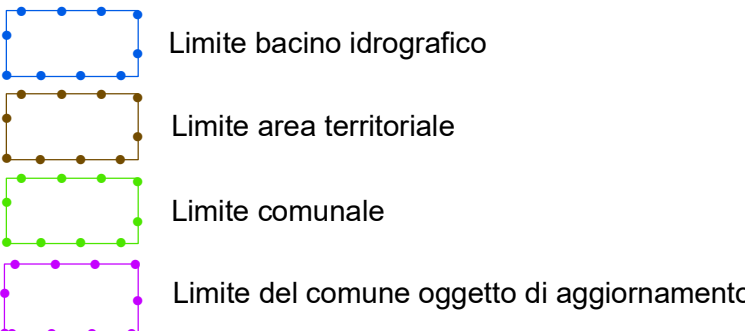 Limite bacino idrografico
Limite area territoriale
Limite comunale
Limite del comune oggetto di aggiornamento